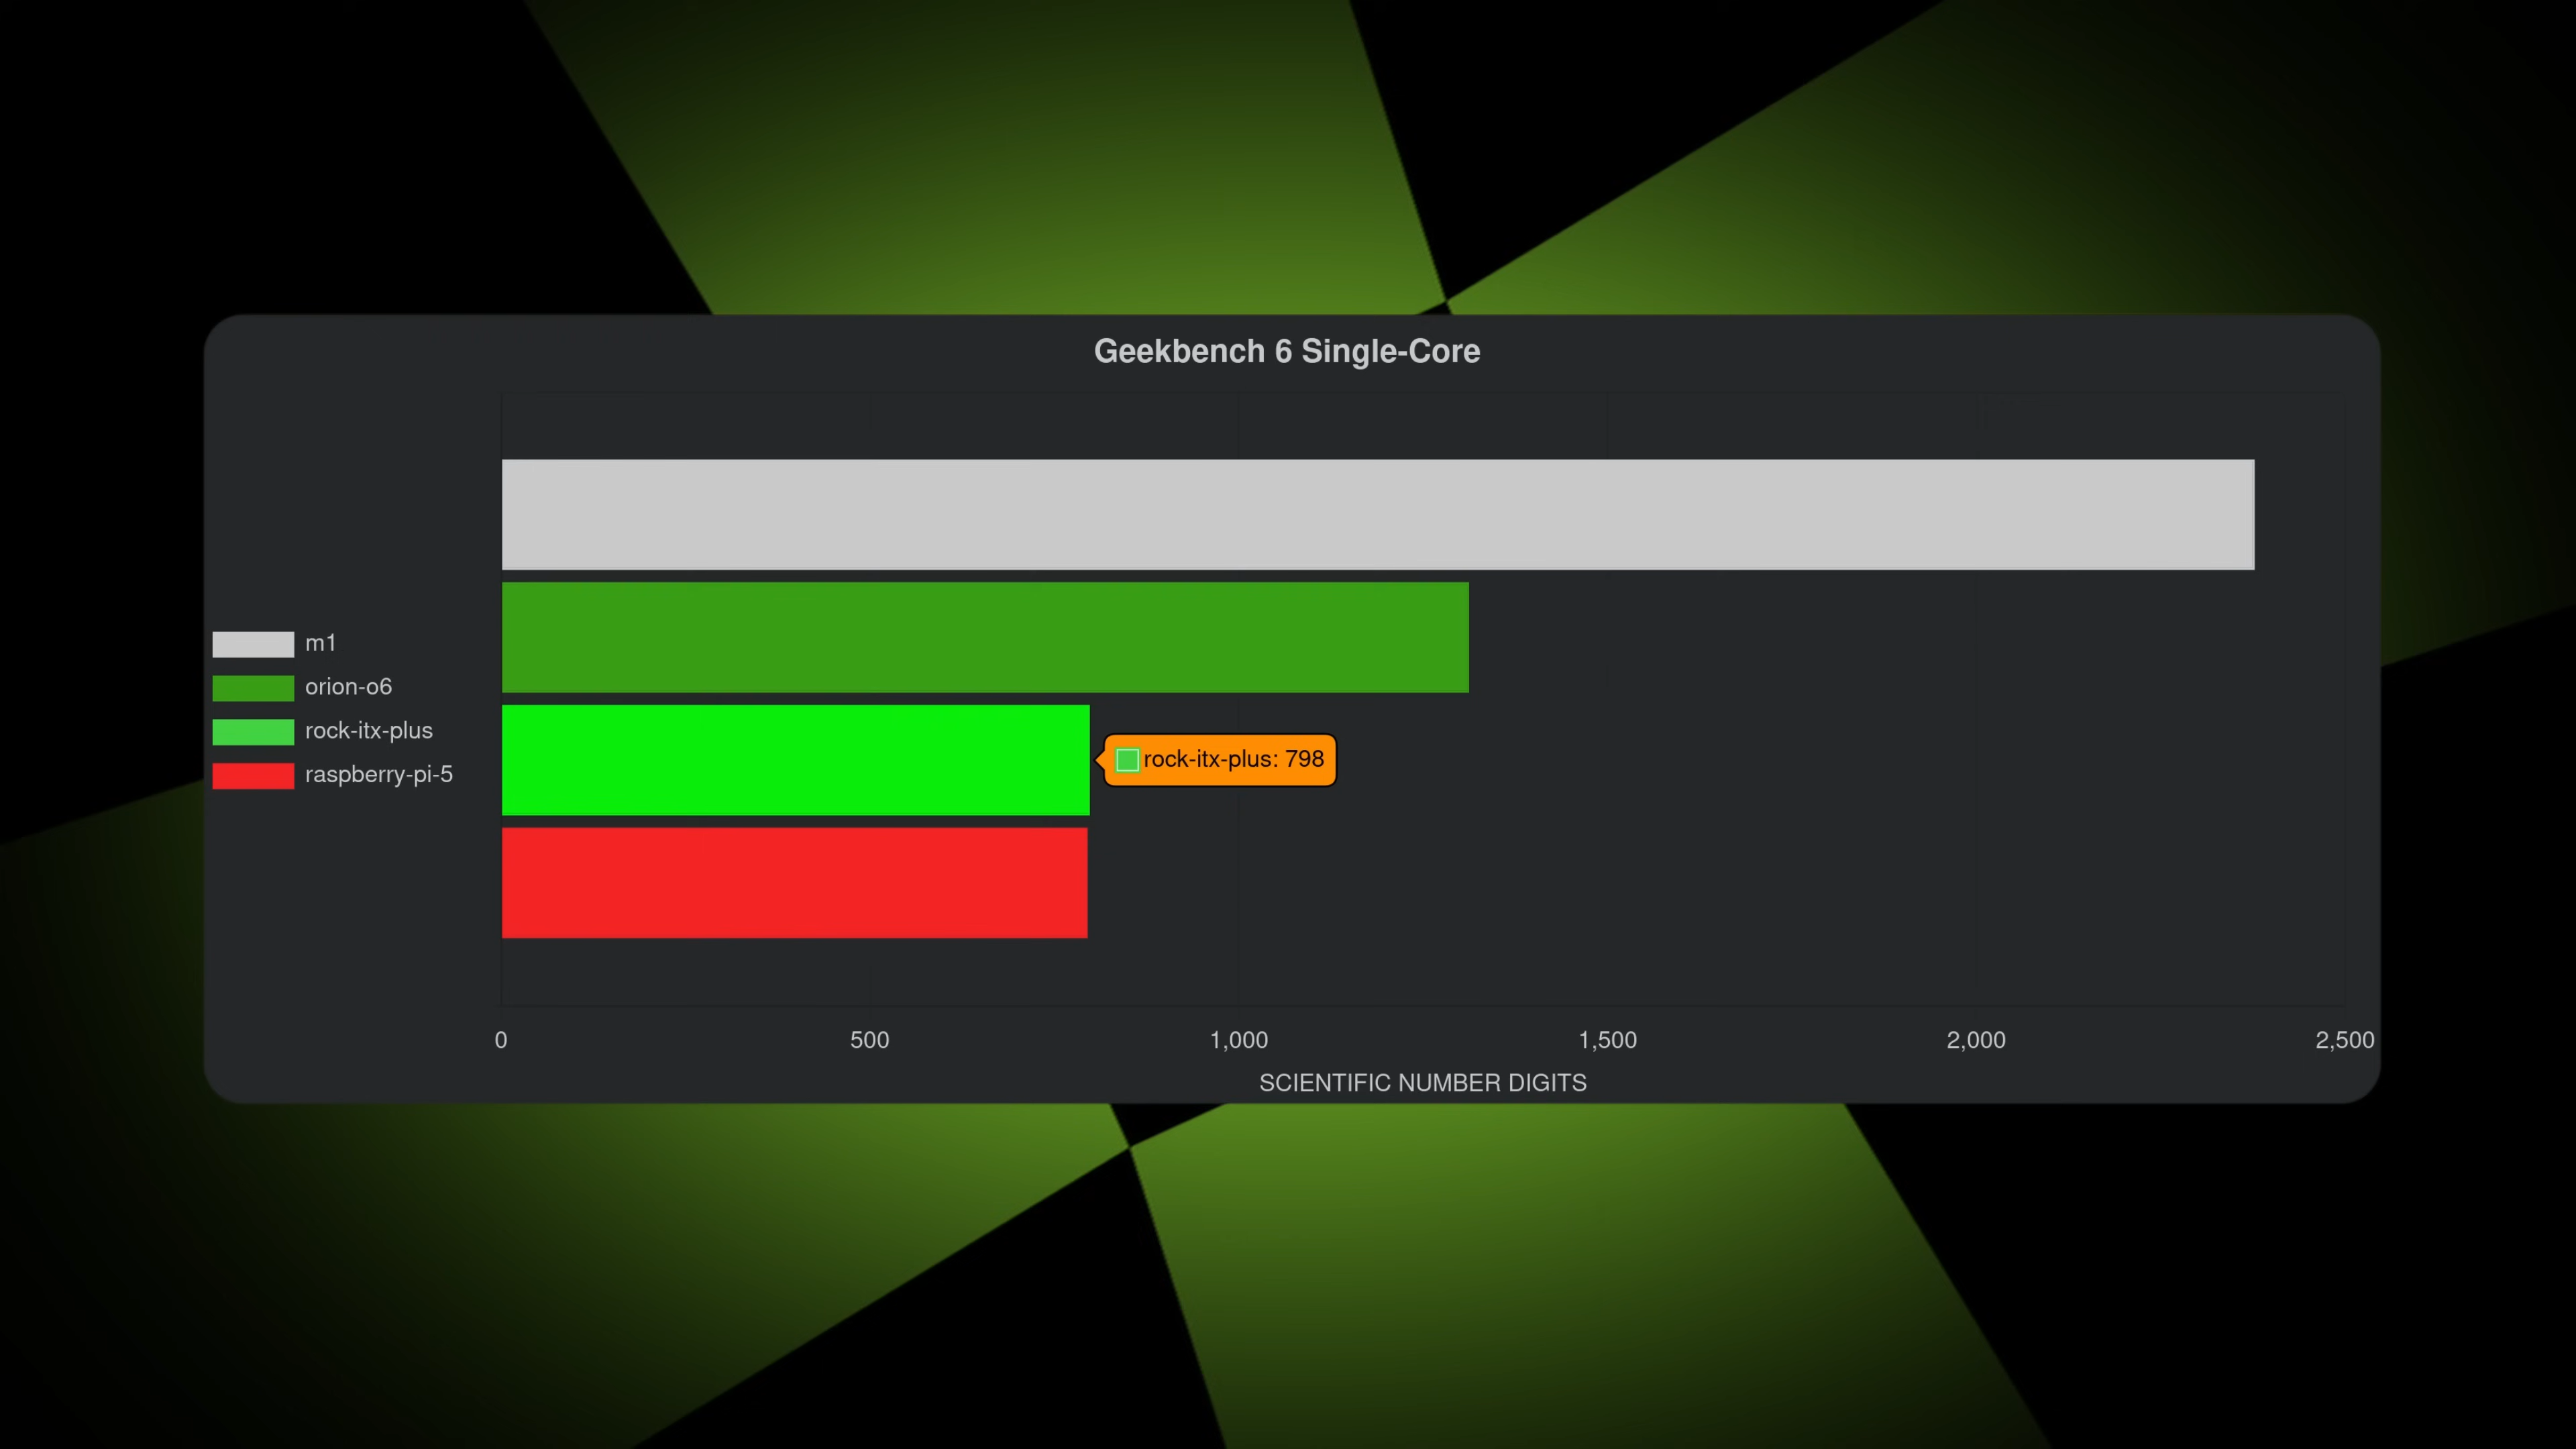 Geekbench 6 Single-Core
m1
orion-o6
rock-itx-plus
raspberry-pi-5
rock-itx-plus: 798
0 500 1,000 1,500 2,000 2,500
SCIENTIFIC NUMBER DIGITS